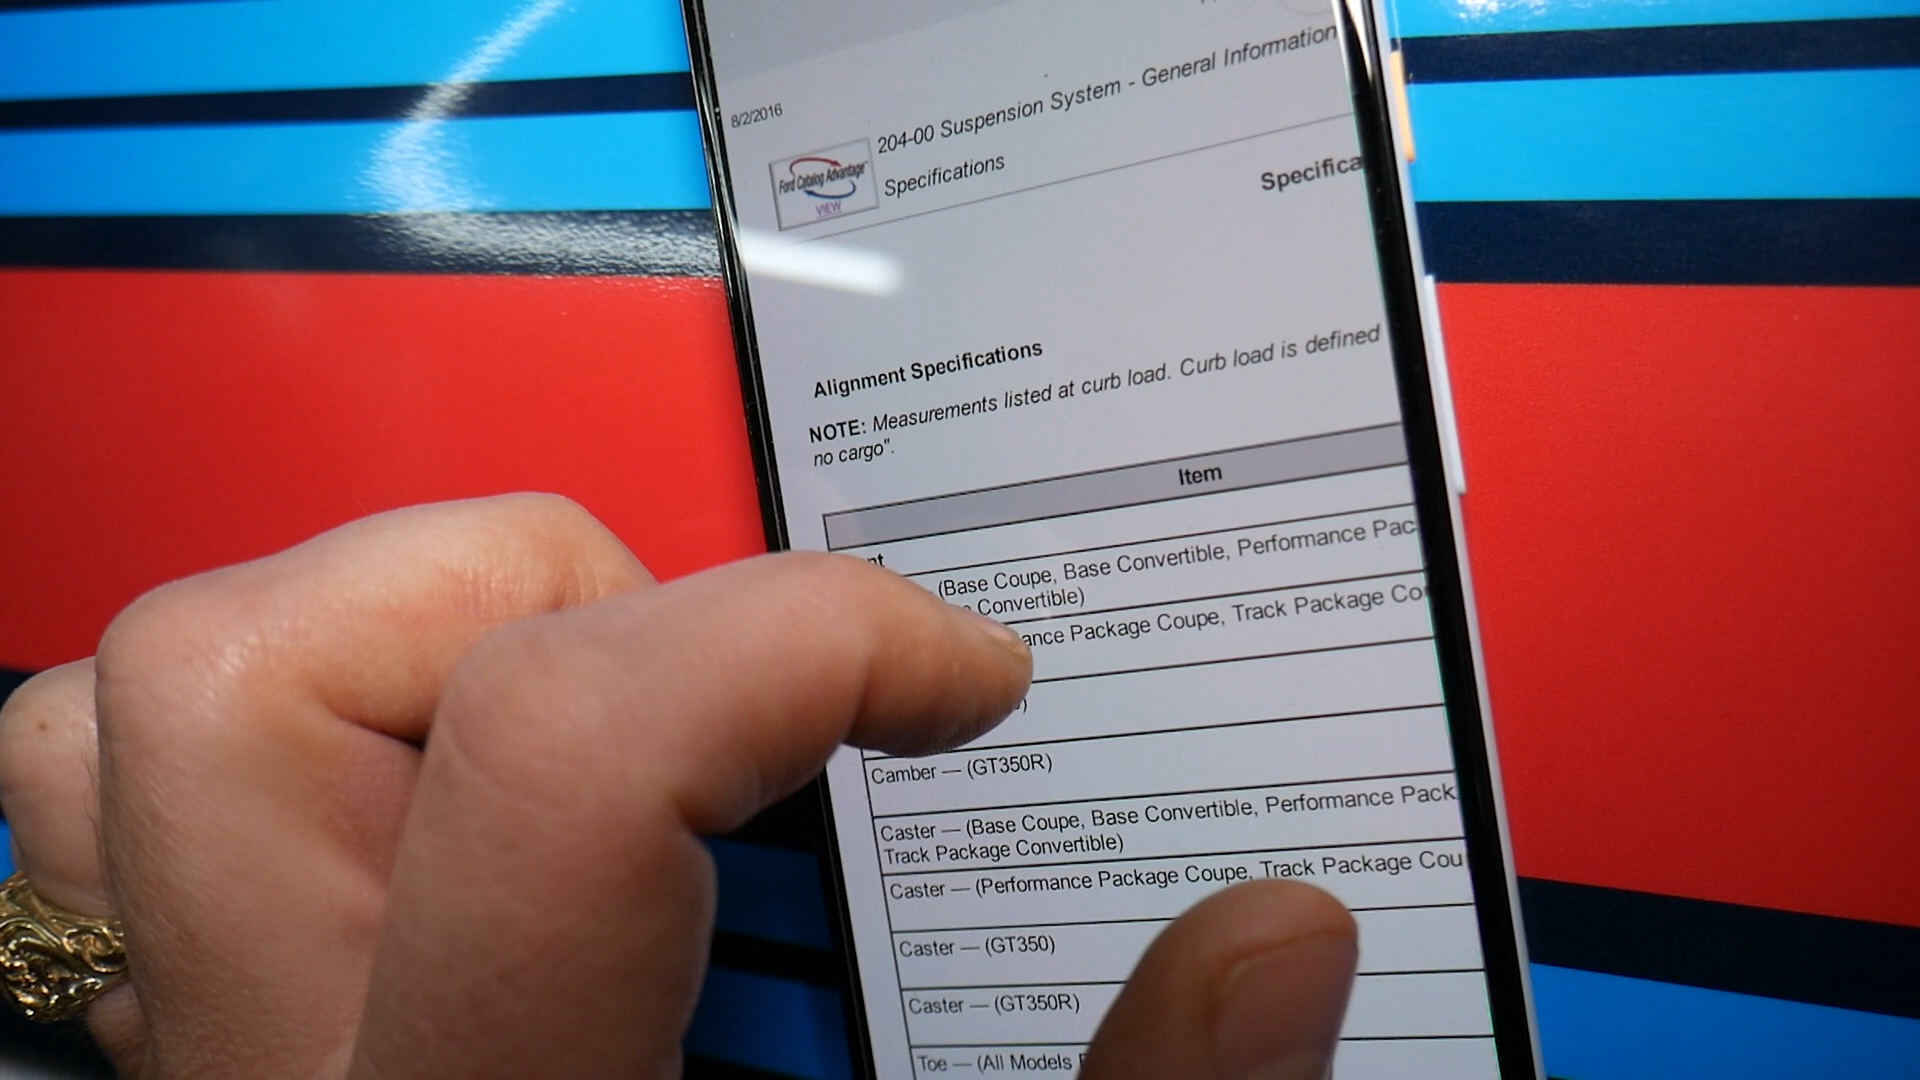 8/2/2016
Ford Catalog Advantage
VIEW
204-00 Suspension System - General Information
Specifications
Specifica
Alignment Specifications
NOTE: Measurements listed at curb load. Curb load is defined
no cargo".
Item
nt
(Base Coupe, Base Convertible, Performance Pac
Convertible)
ance Package Coupe, Track Package Co
Camber — (GT350R)
Caster — (Base Coupe, Base Convertible, Performance Pack
Track Package Convertible)
Caster — (Performance Package Coupe, Track Package Cou
Caster — (GT350)
Caster — (GT350R)
Toe — (All Models